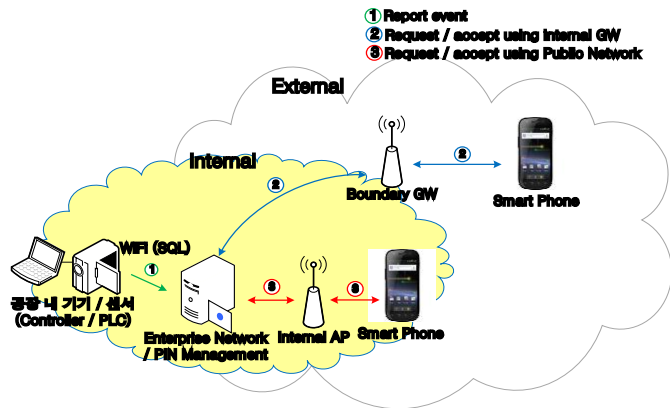 ① Report event
② Request / accept using Internal GW
③ Request / accept using Public Network
External
Internal
②
②
Boundary GW
Smart Phone
WIFI (SQL)
①
③
③
공장 내 기기 / 센서
(Controller / PLC)
Enterprise Network
/ PIN Management
Internal AP
Smart Phone